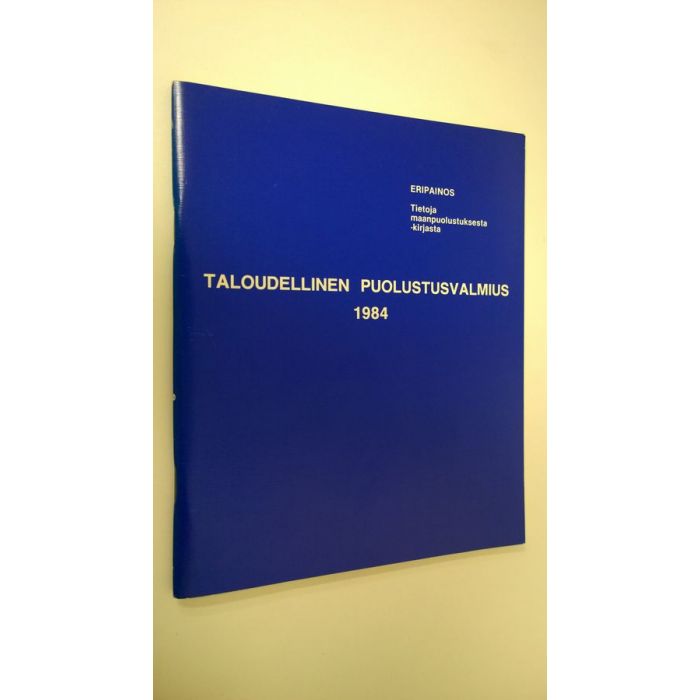 ERIPAINOS
Tietoja
maanpuolustuksesta
-kirjasta
TALOUDELLINEN PUOLUSTUSVALMIUS
1984